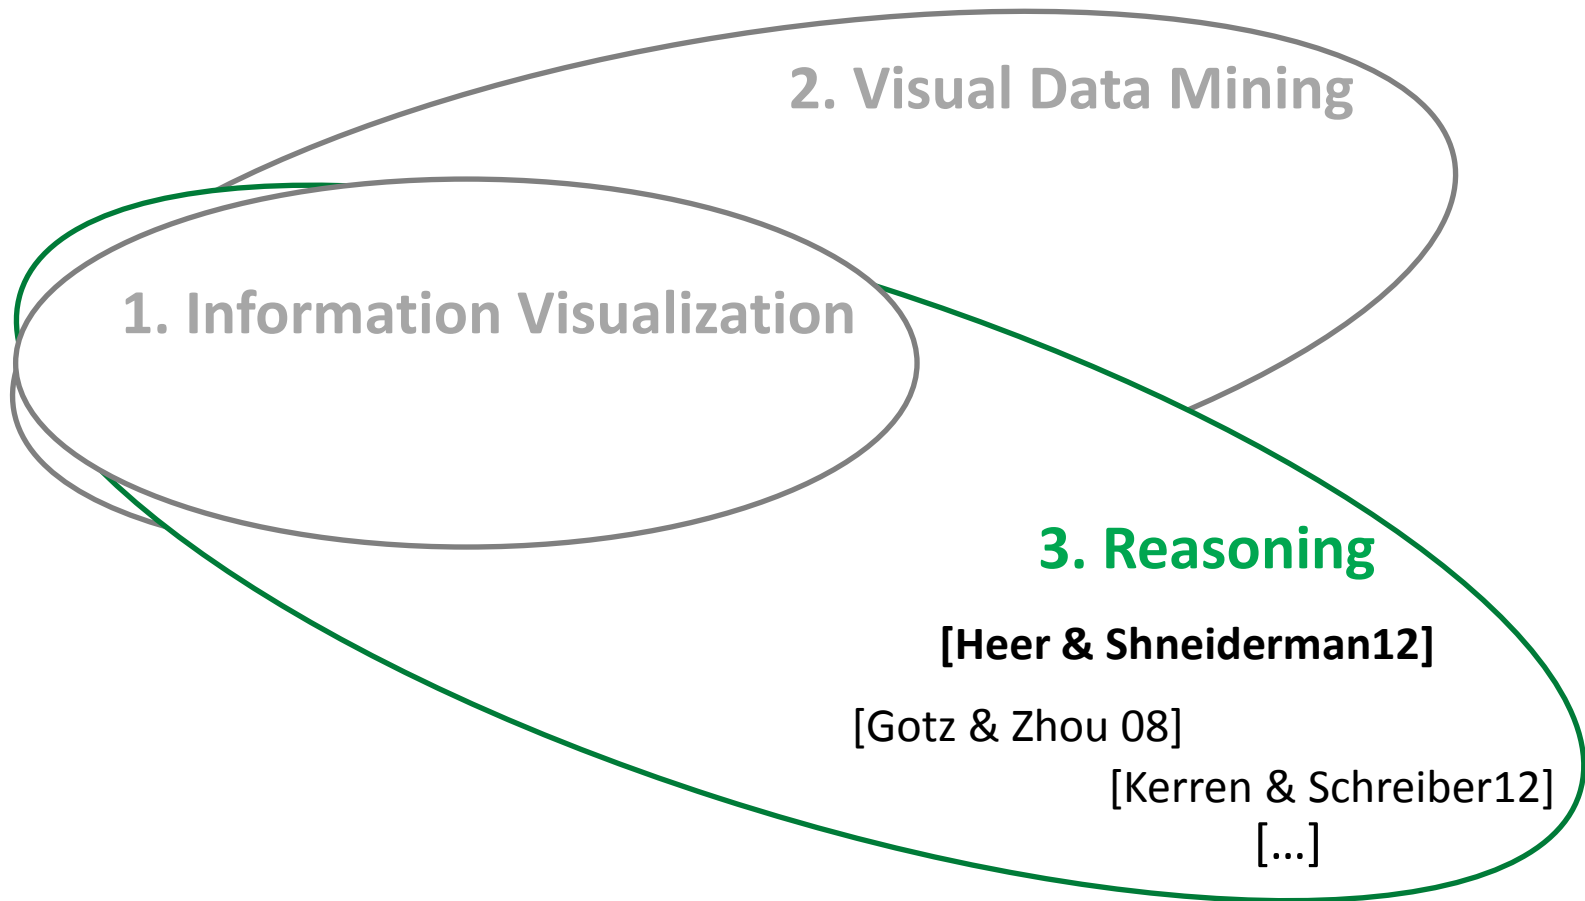 2. Visual Data Mining
1. Information Visualization
3. Reasoning
[Heer & Shneiderman12]
[Gotz & Zhou 08]
[Kerren & Schreiber12]
[...]